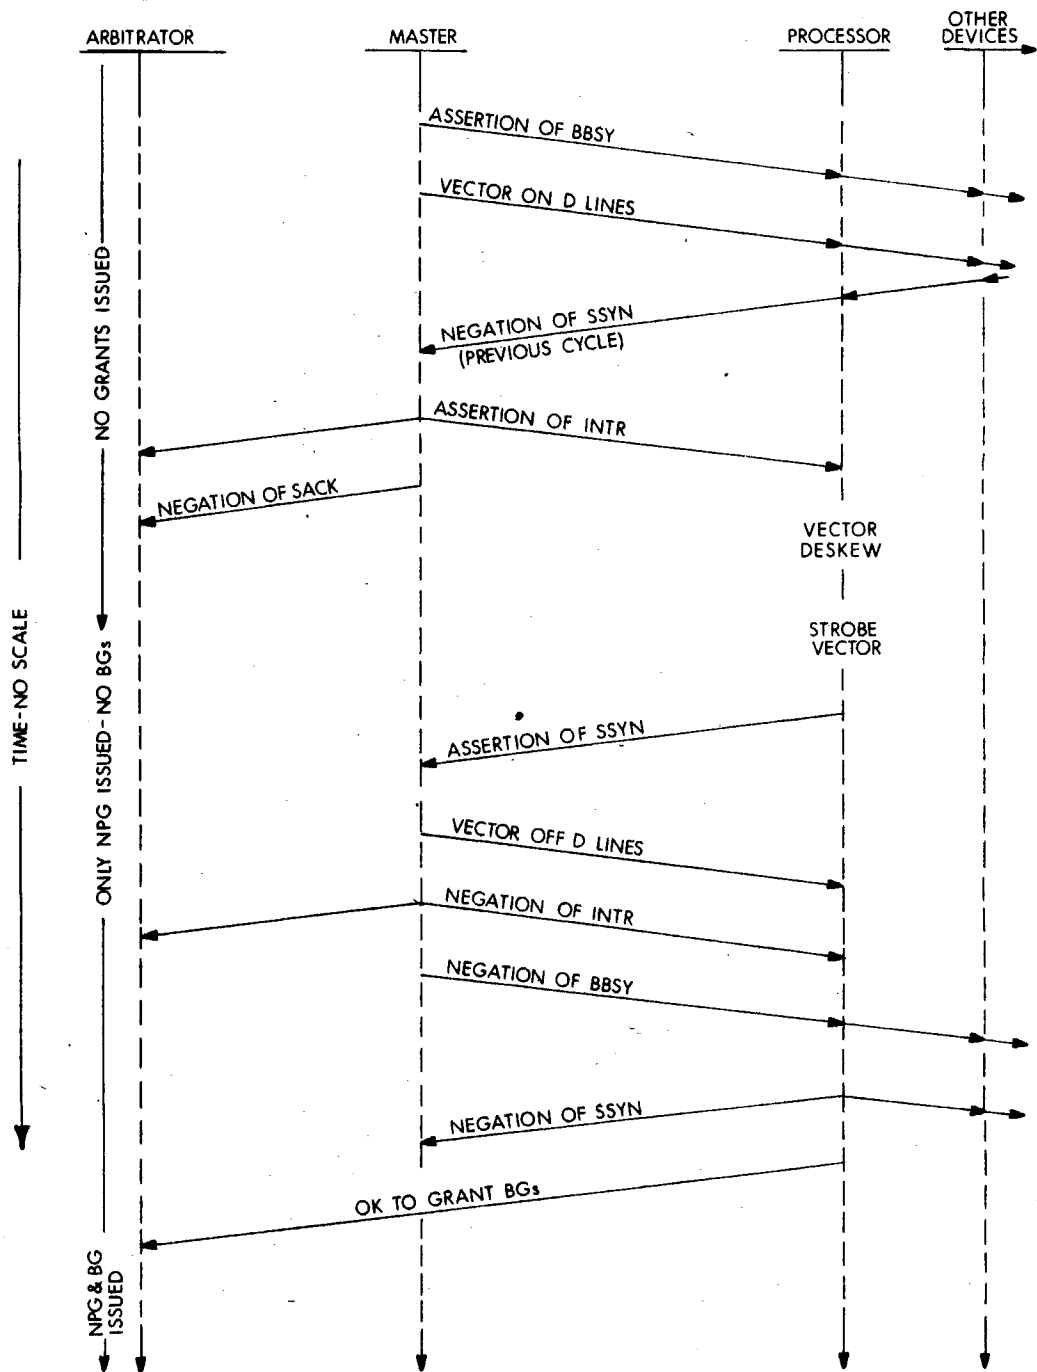 ARBITRATOR
MASTER
PROCESSOR
OTHER
DEVICES
ASSERTION OF BBSY
VECTOR ON D LINES
NEGATION OF SSYN
(PREVIOUS CYCLE)
ASSERTION OF INTR
NEGATION OF SACK
VECTOR
DESKEW
STROBE
VECTOR
ASSERTION OF SSYN
VECTOR OFF D LINES
NEGATION OF INTR
NEGATION OF BBSY
NEGATION OF SSYN
OK TO GRANT BGs
TIME-NO SCALE
NO GRANTS ISSUED
ONLY NPG ISSUED-NO BGs
NPG & BG
ISSUED